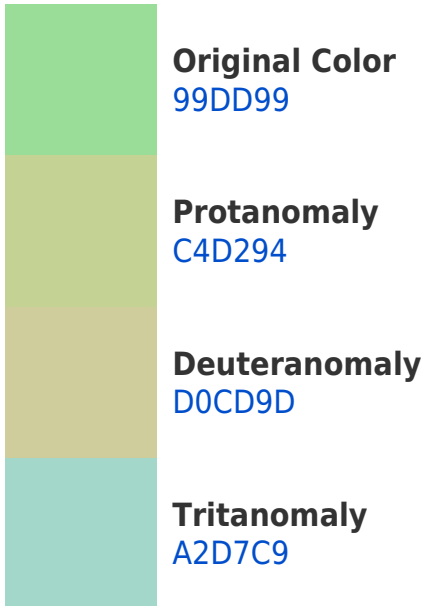 Original Color
99DD99
Protanomaly
C4D294
Deuteranomaly
D0CD9D
Tritanomaly
A2D7C9